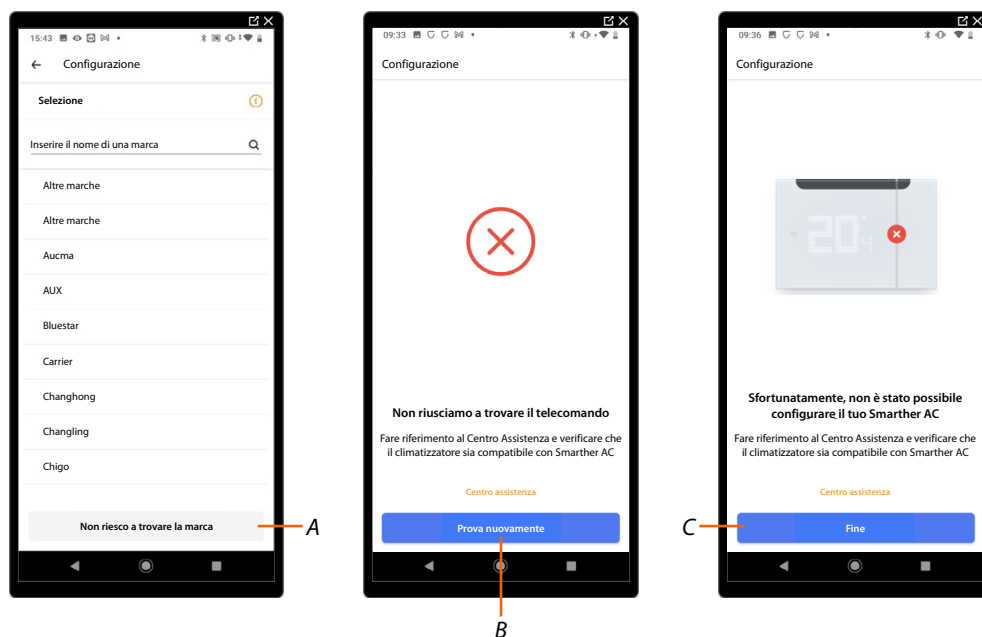 15:43
Configurazione
Selezione
Inserire il nome di una marca
Altre marche
Altre marche
Aucma
AUX
Bluestar
Carrier
Changhong
Changling
Chigo
Non riesco a trovare la marca
A
09:33
Configurazione
Non riusciamo a trovare il telecomando
Fare riferimento al Centro Assistenza e verificare che
il climatizzatore sia compatibile con Smarther AC
Centro assistenza
Prova nuovamente
B
09:36
Configurazione
20
Sfortunatamente, non è stato possibile
configurare il tuo Smarther AC
Fare riferimento al Centro Assistenza e verificare che
il climatizzatore sia compatibile con Smarther AC
Centro assistenza
Fine
C